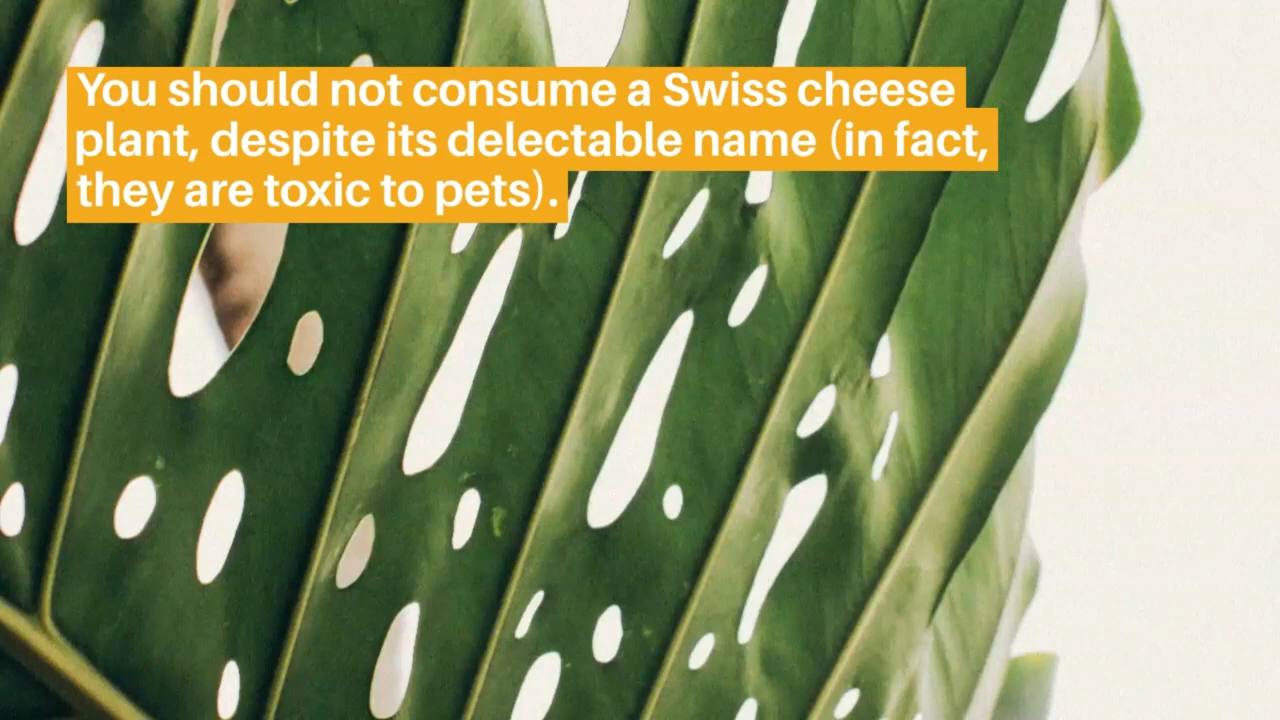 You should not consume a Swiss cheese
plant, despite its delectable name (in fact,
they are toxic to pets).